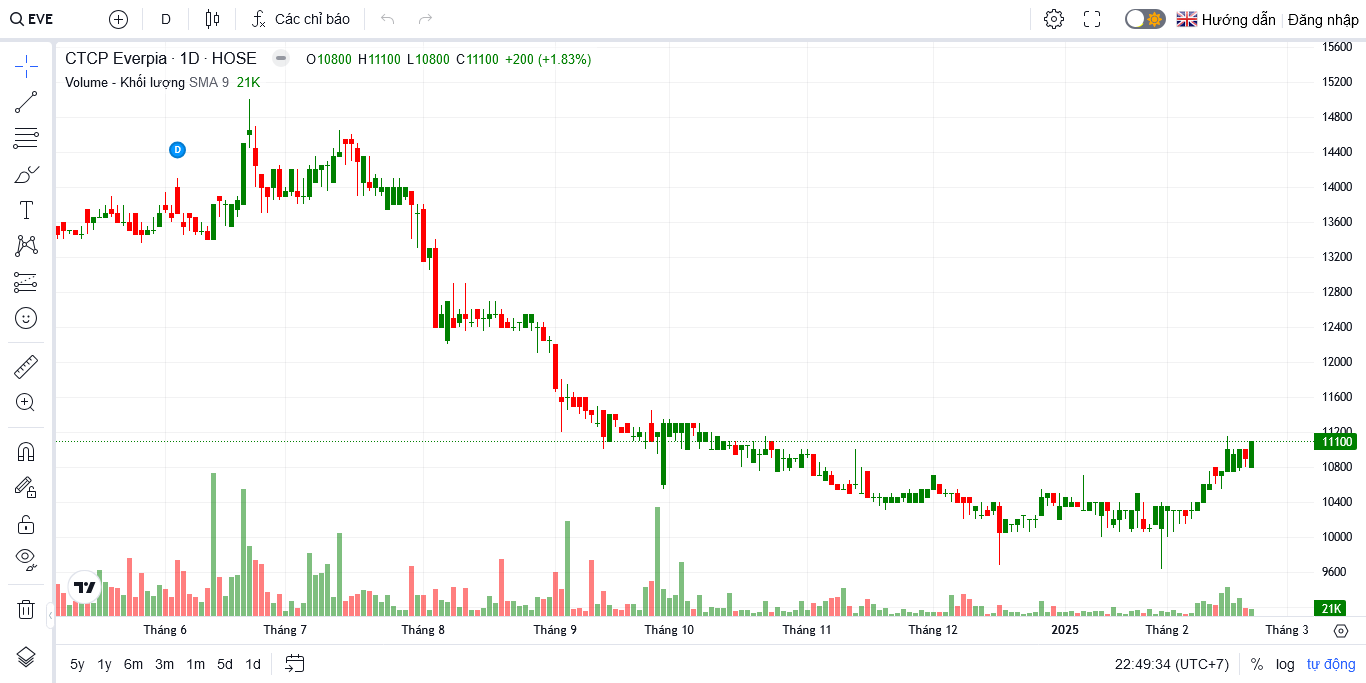 EVE D Các chỉ báo Hướng dẫn Đăng nhập
CTCP Everpia · 1D · HOSE O10800 H11100 L10800 C11100 +200 (+1.83%)
Volume - Khối lượng SMA 9 21K
D
15600
15200
14800
14400
14000
13600
13200
12800
12400
12000
11600
11200
11100
10800
10400
10000
9600
21K
Tháng 6 Tháng 7 Tháng 8 Tháng 9 Tháng 10 Tháng 11 Tháng 12 2025 Tháng 2 Tháng 3
5y 1y 6m 3m 1m 5d 1d 22:49:34 (UTC+7) % log tự động